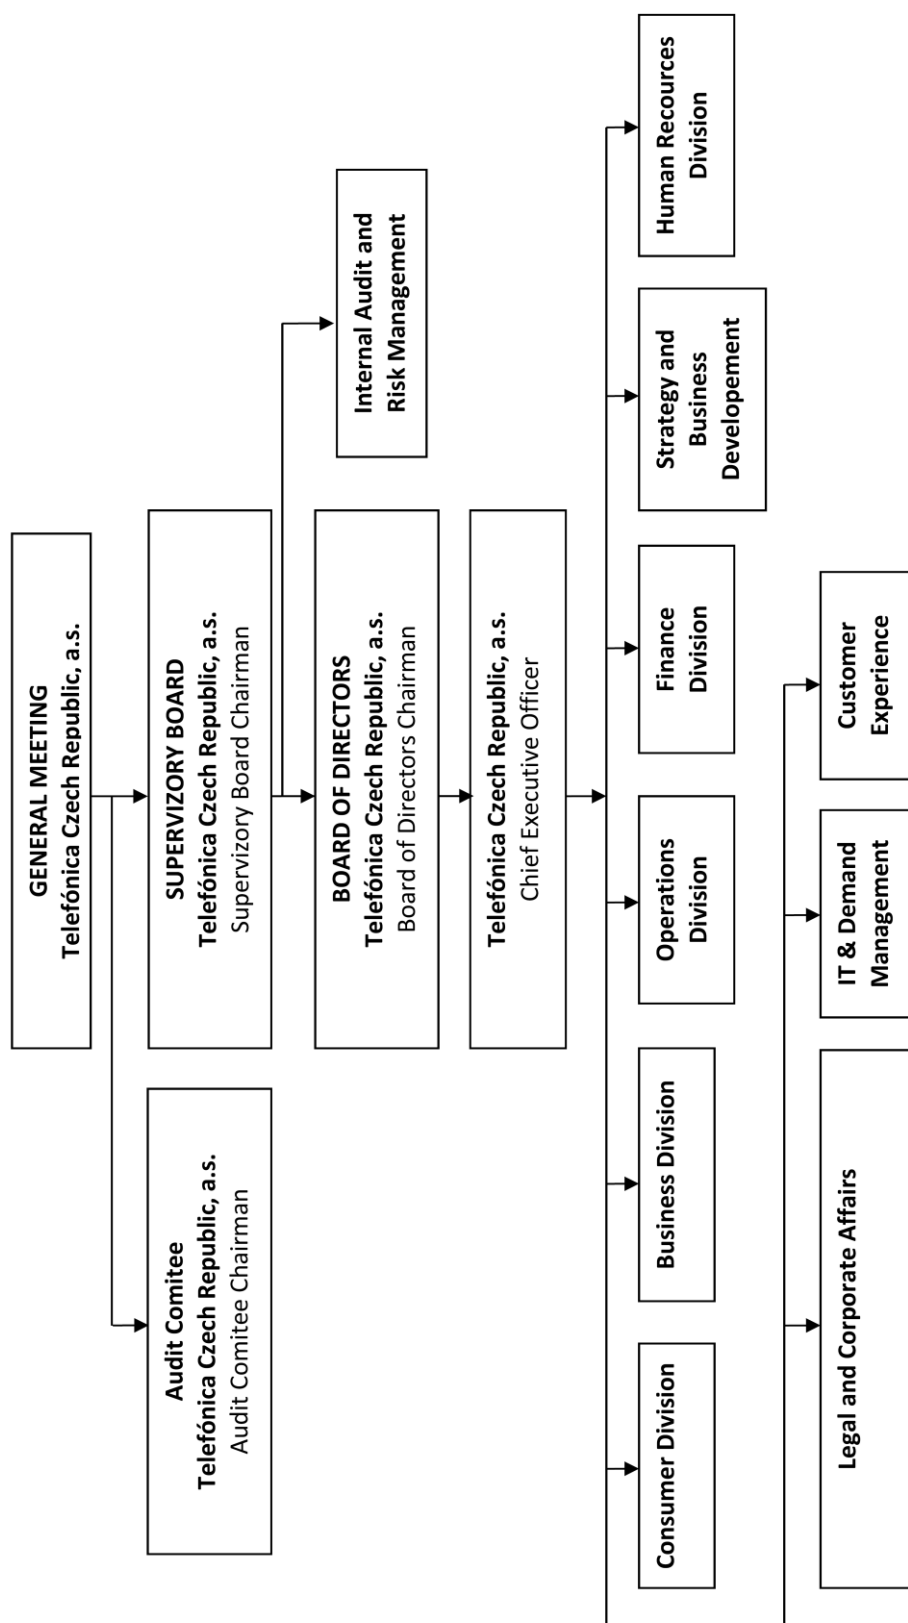 GENERAL MEETING
Telefónica Czech Republic, a.s.
Audit Comitee
Telefónica Czech Republic, a.s.
Audit Comitee Chairman
SUPERVIZORY BOARD
Telefónica Czech Republic, a.s.
Supervizory Board Chairman
Internal Audit and
Risk Management
BOARD OF DIRECTORS
Telefónica Czech Republic, a.s.
Board of Directors Chairman
Telefónica Czech Republic, a.s.
Chief Executive Officer
Consumer Division
Business Division
Operations
Division
Finance
Division
Strategy and
Business
Developement
Human Recources
Division
Legal and Corporate Affairs
IT & Demand
Management
Customer
Experience